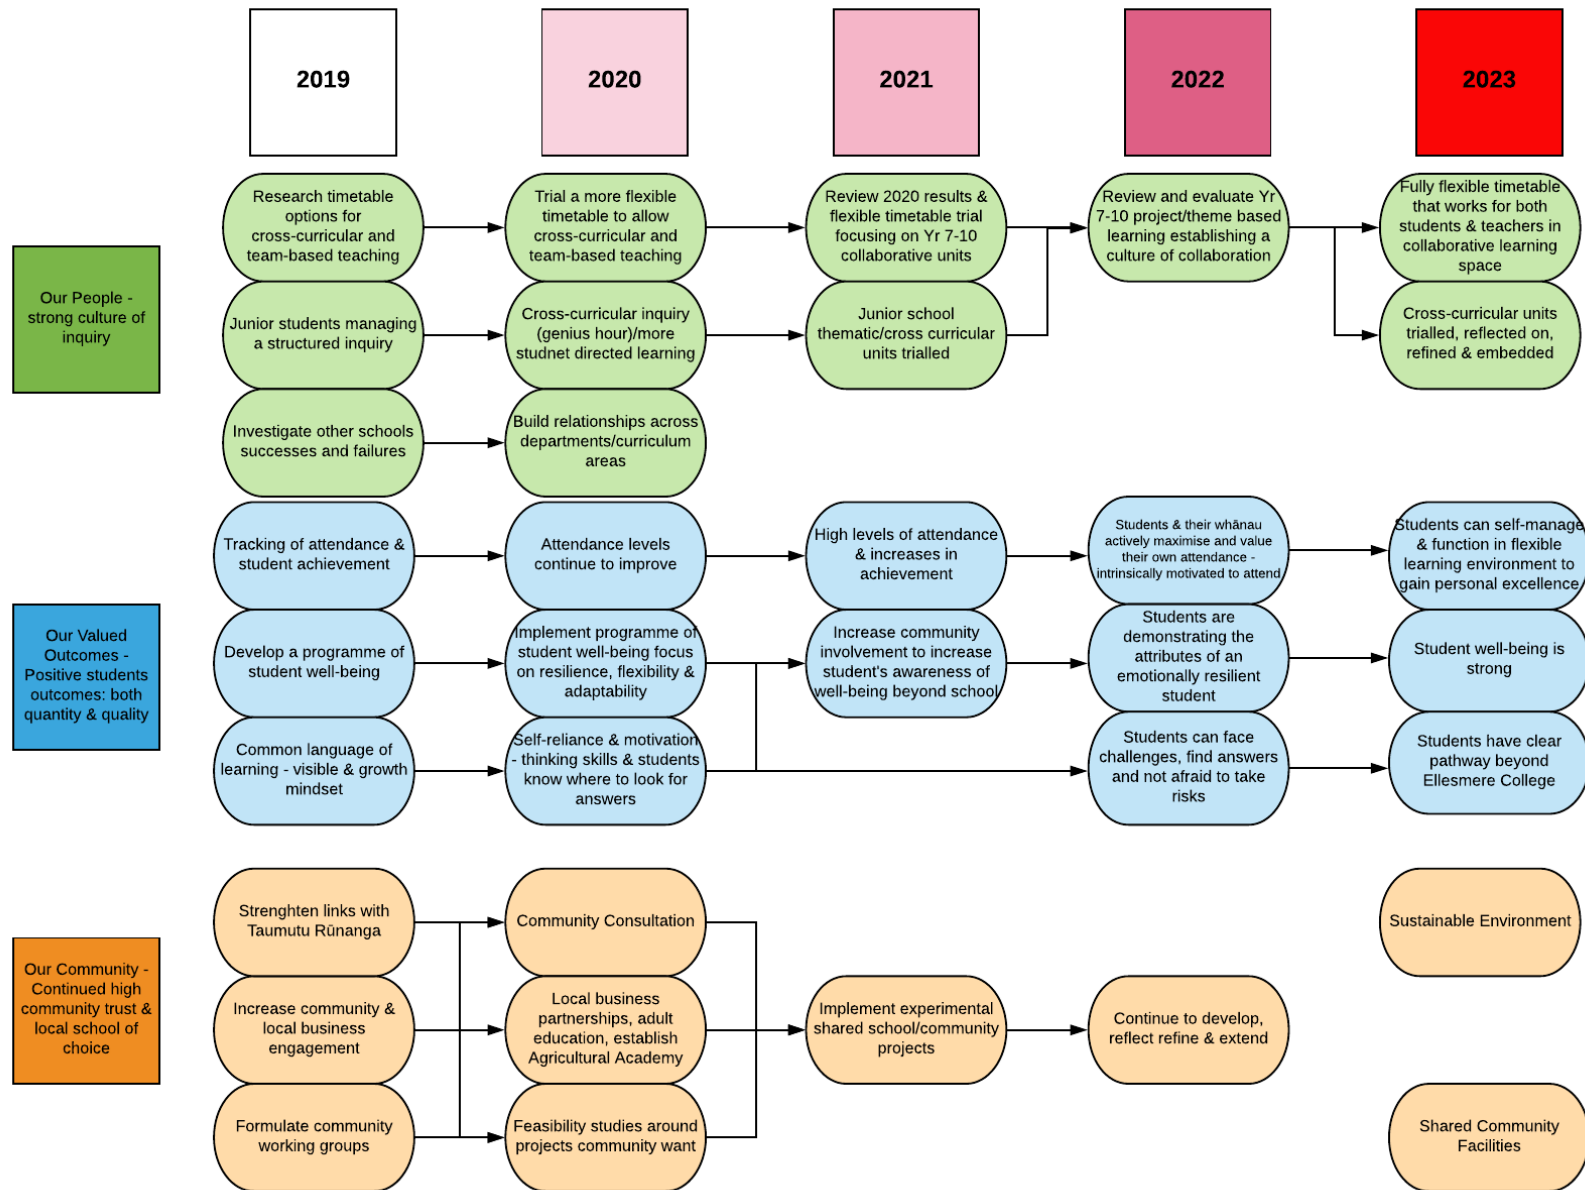 2019
2020
2021
2022
2023
Our People -
strong culture of
inquiry
Research timetable
options for
cross-curricular and
team-based teaching
Trial a more flexible
timetable to allow
cross-curricular and
team-based teaching
Review 2020 results &
flexible timetable trial
focusing on Yr 7-10
collaborative units
Review and evaluate Yr
7-10 project/theme based
learning establishing a
culture of collaboration
Fully flexible timetable
that works for both
students & teachers in
collaborative learning
space
Junior students managing
a structured inquiry
Cross-curricular inquiry
(genius hour)/more
studnet directed learning
Junior school
thematic/cross curricular
units trialled
Cross-curricular units
trialled, reflected on,
refined & embedded
Investigate other schools
successes and failures
Build relationships across
departments/curriculum
areas
Our Valued
Outcomes -
Positive students
outcomes: both
quantity & quality
Tracking of attendance &
student achievement
Attendance levels
continue to improve
High levels of attendance
& increases in
achievement
Students & their whānau
actively maximise and value
their own attendance -
intrinsically motivated to attend
Students can self-manage
& function in flexible
learning environment to
gain personal excellence
Develop a programme of
student well-being
Implement programme of
student well-being focus
on resilience, flexibility &
adaptability
Increase community
involvement to increase
student's awareness of
well-being beyond school
Students are
demonstrating the
attributes of an
emotionally resilient
student
Student well-being is
strong
Common language of
learning - visible & growth
mindset
Self-reliance & motivation
- thinking skills & students
know where to look for
answers
Students can face
challenges, find answers
and not afraid to take
risks
Students have clear
pathway beyond
Ellesmere College
Our Community -
Continued high
community trust &
local school of
choice
Strenghten links with
Taumutu Rūnanga
Community Consultation
Sustainable Environment
Increase community &
local business
engagement
Local business
partnerships, adult
education, establish
Agricultural Academy
Implement experimental
shared school/community
projects
Continue to develop,
reflect refine & extend
Formulate community
working groups
Feasibility studies around
projects community want
Shared Community
Facilities